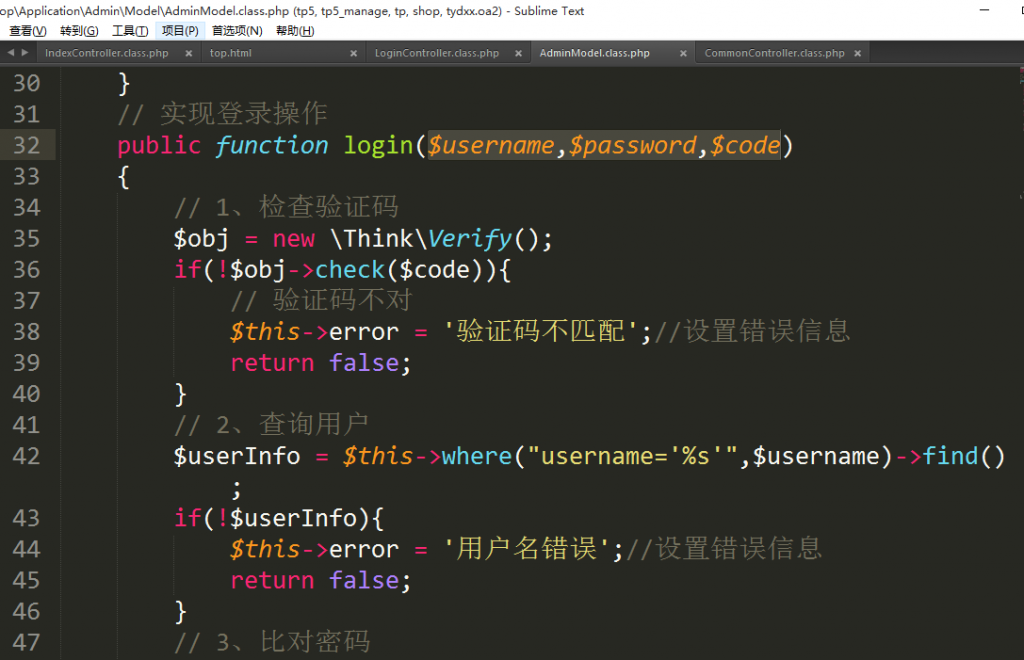 op\Application\Admin\Model\AdminModel.class.php (tp5, tp5_manage, tp, shop, tydxx.oa2) - Sublime Text
查看(V) 转到(G) 工具(T) 项目(P) 首选项(N) 帮助(H)
IndexController.class.php × top.html × LoginController.class.php × AdminModel.class.php × CommonController.class.php ×
30 }
31 // 实现登录操作
32 public function login($username,$password,$code)
33 {
34 // 1、检查验证码
35 $obj = new \Think\Verify();
36 if(!$obj->check($code)){
37 // 验证码不对
38 $this->error = '验证码不匹配';//设置错误信息
39 return false;
40 }
41 // 2、查询用户
42 $userInfo = $this->where("username='%s'",$username)->find()
;
43 if(!$userInfo){
44 $this->error = '用户名错误';//设置错误信息
45 return false;
46 }
47 // 3、比对密码